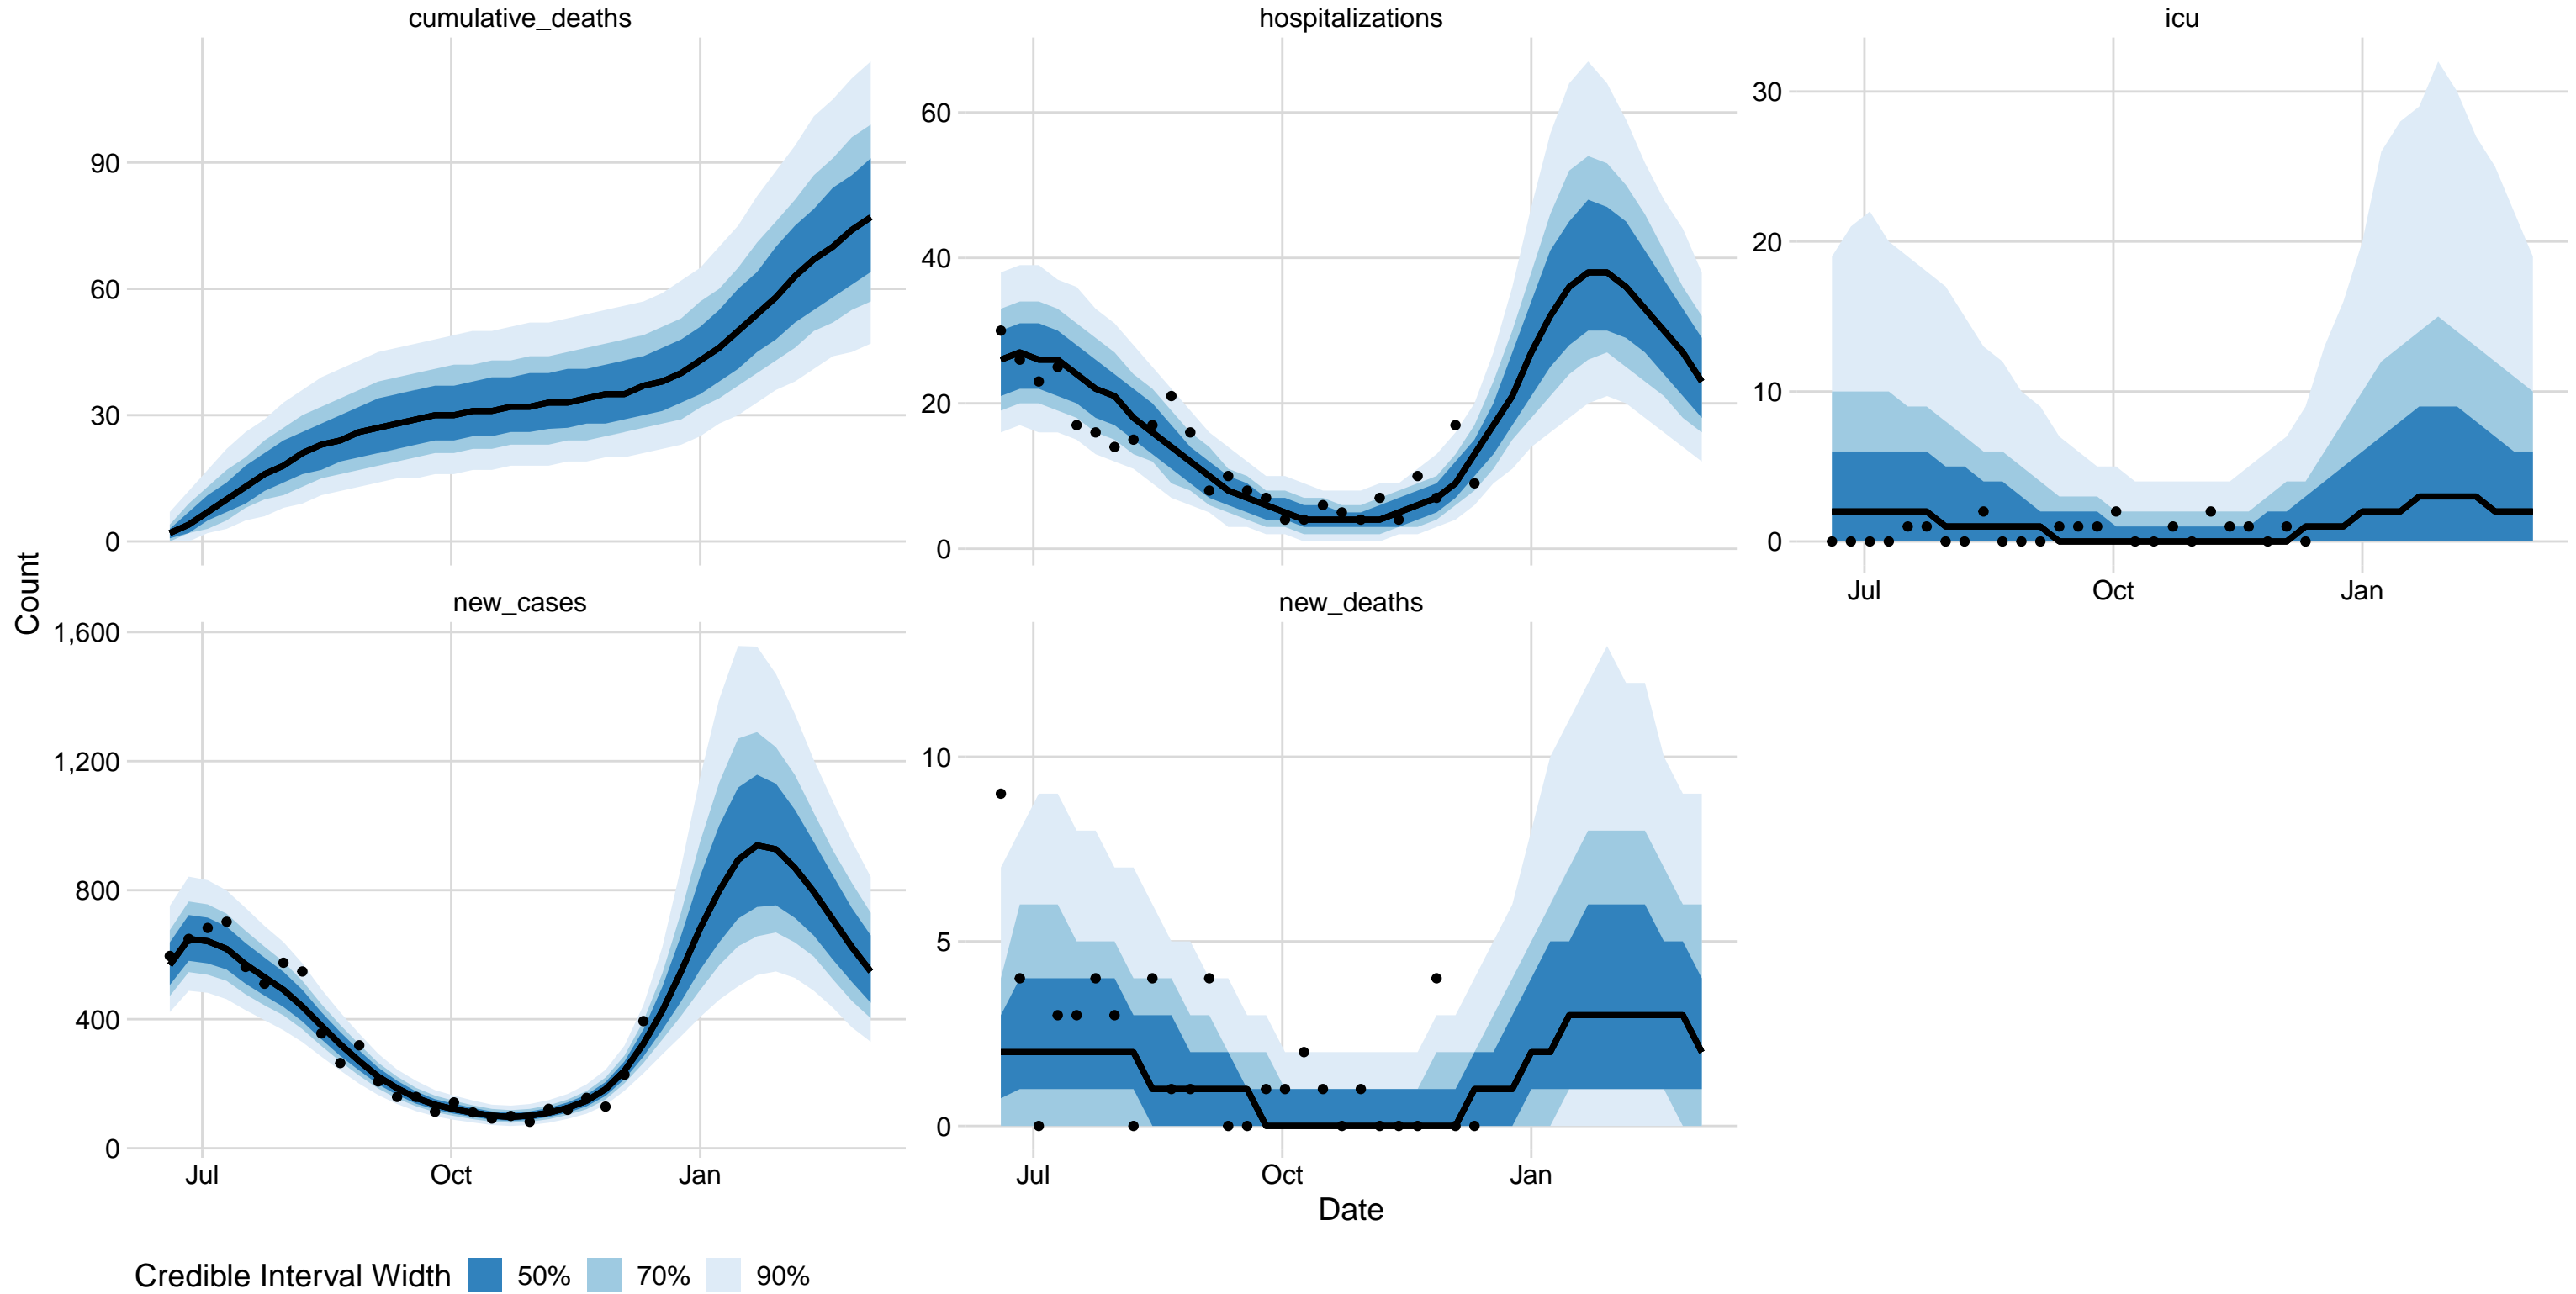 cumulative_deaths
hospitalizations
icu
90
60
30
0
60
40
20
0
30
20
10
0
Jul Oct Jan
Count
new_cases
new_deaths
1,600
1,200
800
400
0
10
5
0
Jul Oct Jan
Jul Oct Jan
Date
Credible Interval Width 50% 70% 90%